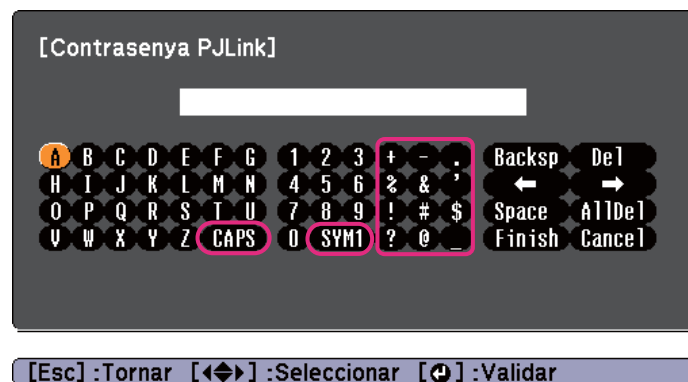 [Contrasenya PJLink]
A B C D E F G 1 2 3 + - . Backsp Del
H I J K L M N 4 5 6 % & ' ← →
O P Q R S T U 7 8 9 ! # $ Space AllDel
V W X Y Z CAPS 0 SYM1 ? @ _ Finish Cancel
[Esc] :Tornar [◀◆▶] :Seleccionar [↵] :Validar